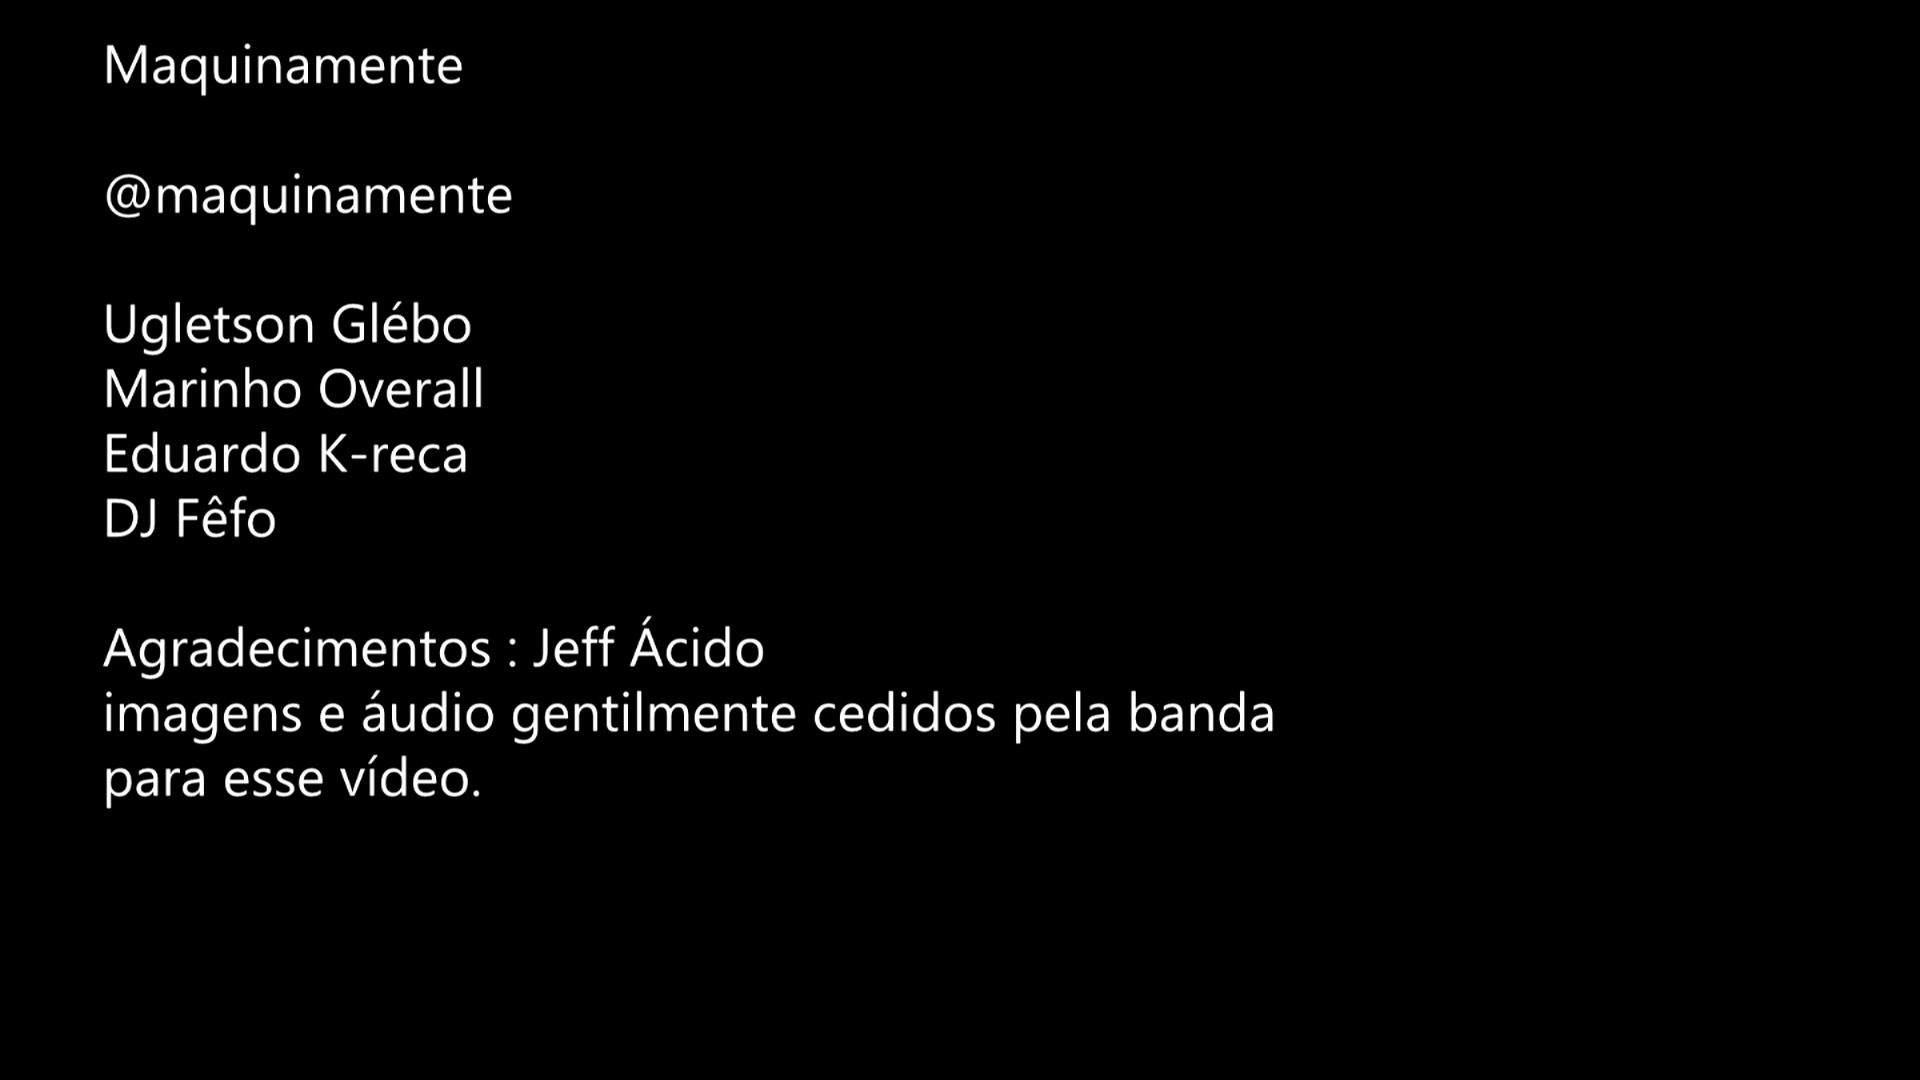 Maquinamente
@maquinamente
Ugletson Glébo
Marinho Overall
Eduardo K-reca
DJ Fêfo
Agradecimentos : Jeff Ácido
imagens e áudio gentilmente cedidos pela banda
para esse vídeo.